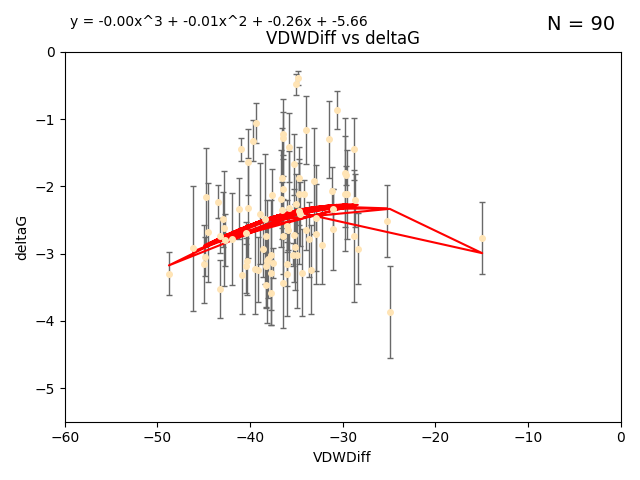 y = -0.00x^3 + -0.01x^2 + -0.26x + -5.66
N = 90
VDWDiff vs deltaG
0
−1
−2
−3
−4
−5
deltaG
−60 −50 −40 −30 −20 −10 0
VDWDiff